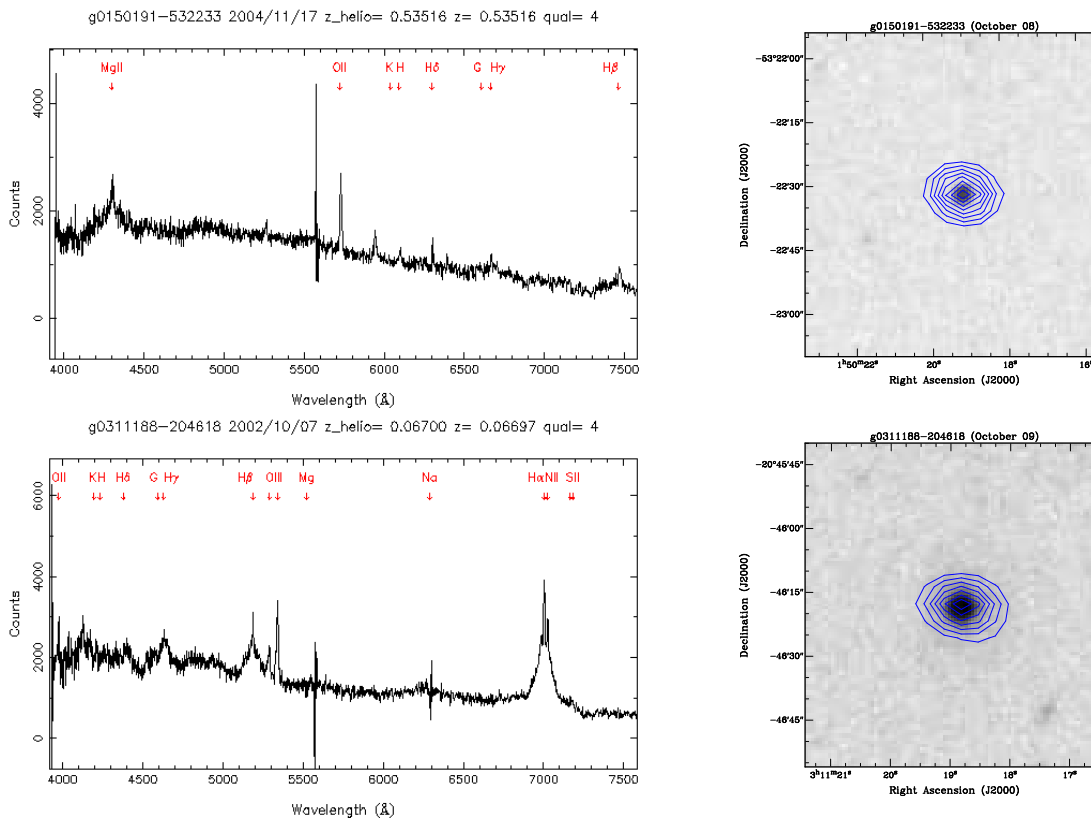 g0150191-532233 2004/11/17 z_helio= 0.53516 z= 0.53516 qual= 4
MgII OII K H Hδ G Hγ Hβ
4000
2000
0
Counts
4000 4500 5000 5500 6000 6500 7000 7500
Wavelength (Å)
g0150191-532233 (October 08)
-53°22'00"
-22'15"
-22'30"
-22'45"
-23'00"
Declination (J2000)
1ʰ50ᵐ22ˢ 20ˢ 18ˢ 16ˢ
Right Ascension (J2000)
g0311188-204618 2002/10/07 z_helio= 0.06700 z= 0.06697 qual= 4
OII K H Hδ G Hγ Hβ OIII Mg Na Hα NII SII
6000
4000
2000
0
Counts
4000 4500 5000 5500 6000 6500 7000 7500
Wavelength (Å)
g0311188-204618 (October 09)
-20°45'45"
-46'00"
-46'15"
-46'30"
-46'45"
Declination (J2000)
3ʰ11ᵐ21ˢ 20ˢ 19ˢ 18ˢ 17ˢ
Right Ascension (J2000)